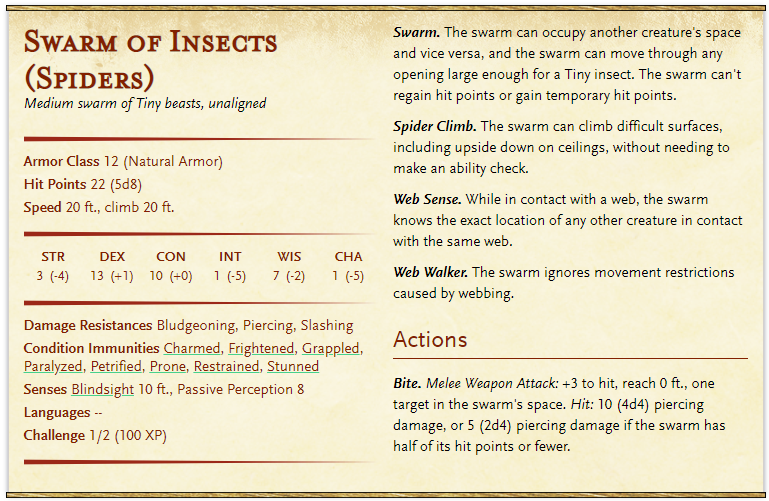 Swarm of Insects
(Spiders)
Medium swarm of Tiny beasts, unaligned
Armor Class 12 (Natural Armor)
Hit Points 22 (5d8)
Speed 20 ft., climb 20 ft.
STR DEX CON INT WIS CHA
3 (-4) 13 (+1) 10 (+0) 1 (-5) 7 (-2) 1 (-5)
Damage Resistances Bludgeoning, Piercing, Slashing
Condition Immunities Charmed, Frightened, Grappled,
Paralyzed, Petrified, Prone, Restrained, Stunned
Senses Blindsight 10 ft., Passive Perception 8
Languages --
Challenge 1/2 (100 XP)
Swarm. The swarm can occupy another creature's space
and vice versa, and the swarm can move through any
opening large enough for a Tiny insect. The swarm can't
regain hit points or gain temporary hit points.
Spider Climb. The swarm can climb difficult surfaces,
including upside down on ceilings, without needing to
make an ability check.
Web Sense. While in contact with a web, the swarm
knows the exact location of any other creature in contact
with the same web.
Web Walker. The swarm ignores movement restrictions
caused by webbing.
Actions
Bite. Melee Weapon Attack: +3 to hit, reach 0 ft., one
target in the swarm's space. Hit: 10 (4d4) piercing
damage, or 5 (2d4) piercing damage if the swarm has
half of its hit points or fewer.